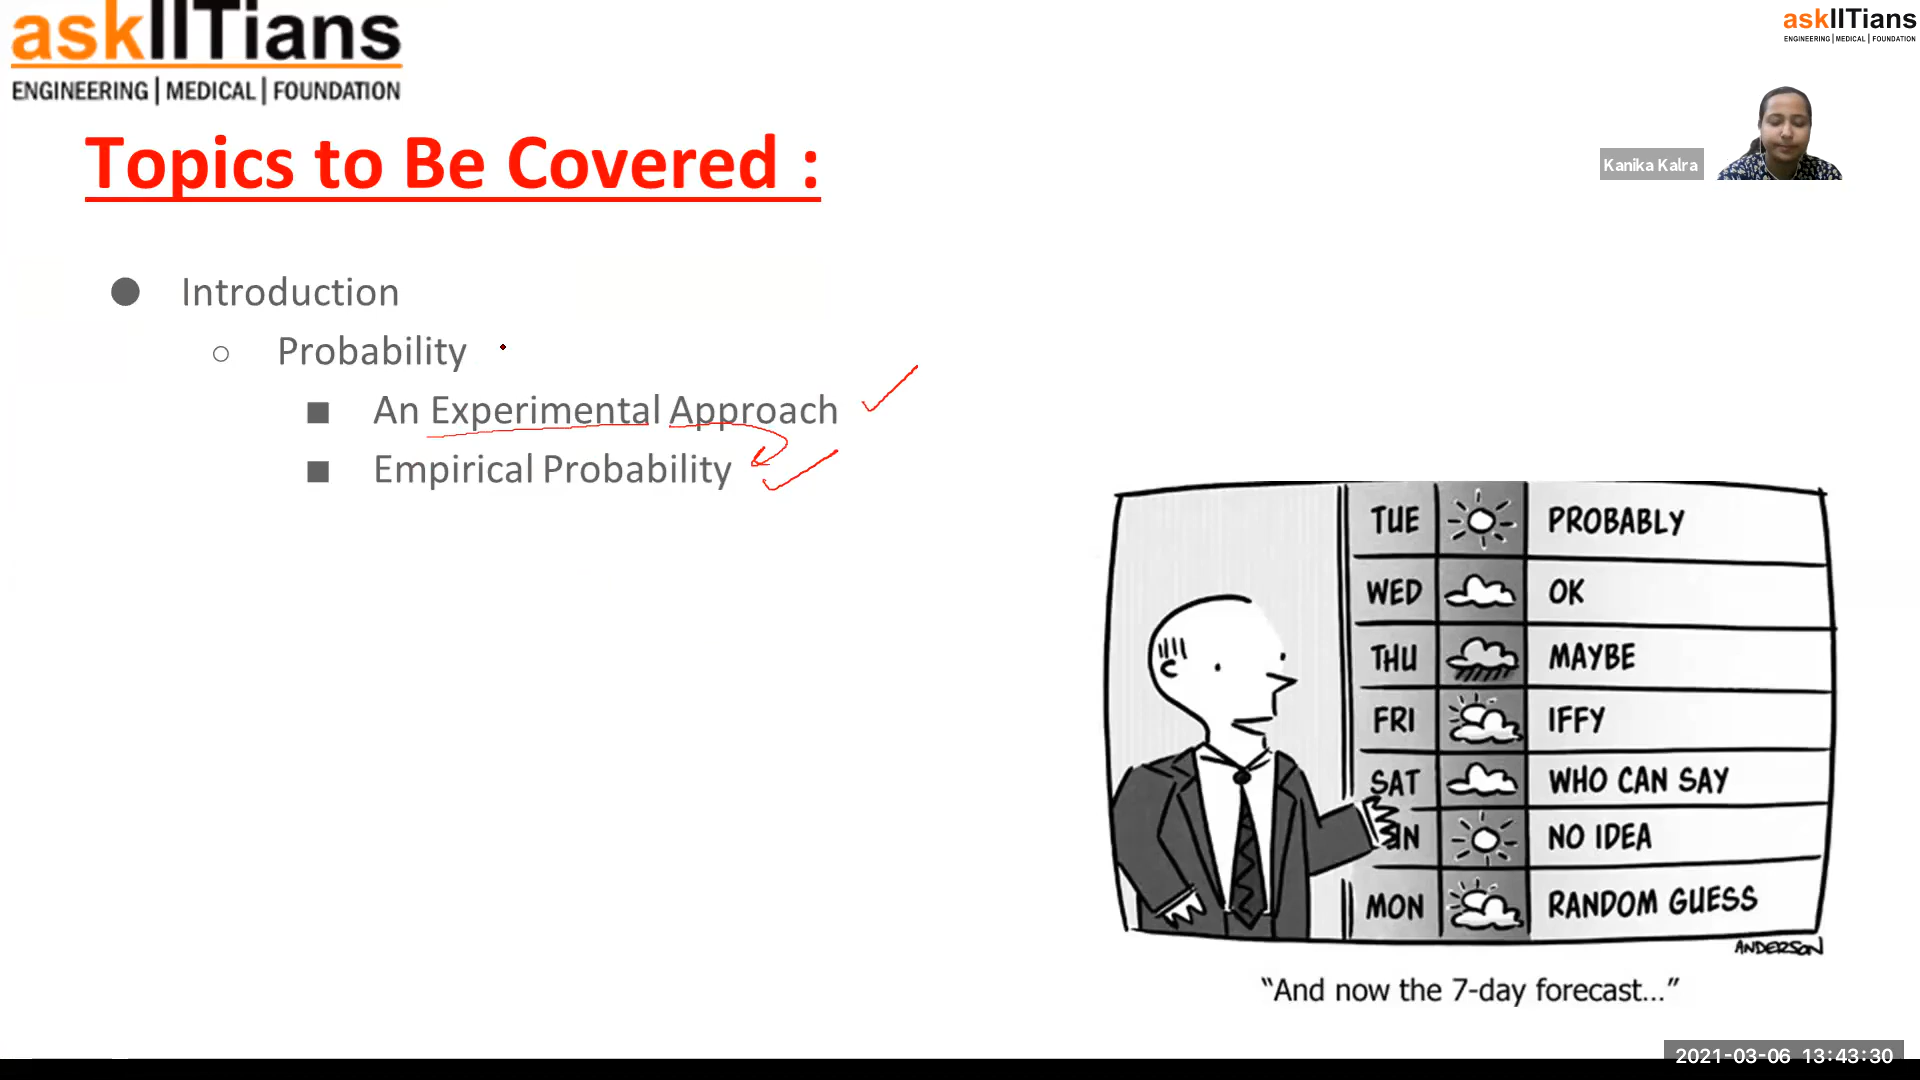 askIITians
ENGINEERING | MEDICAL | FOUNDATION
askIITians
ENGINEERING | MEDICAL | FOUNDATION
Kanika Kalra
Topics to Be Covered :
Introduction
Probability
An Experimental Approach
Empirical Probability
TUE PROBABLY
WED OK
THU MAYBE
FRI IFFY
SAT WHO CAN SAY
UN NO IDEA
MON RANDOM GUESS
ANDERSON
“And now the 7-day forecast...”
2021-03-06 13:43:30